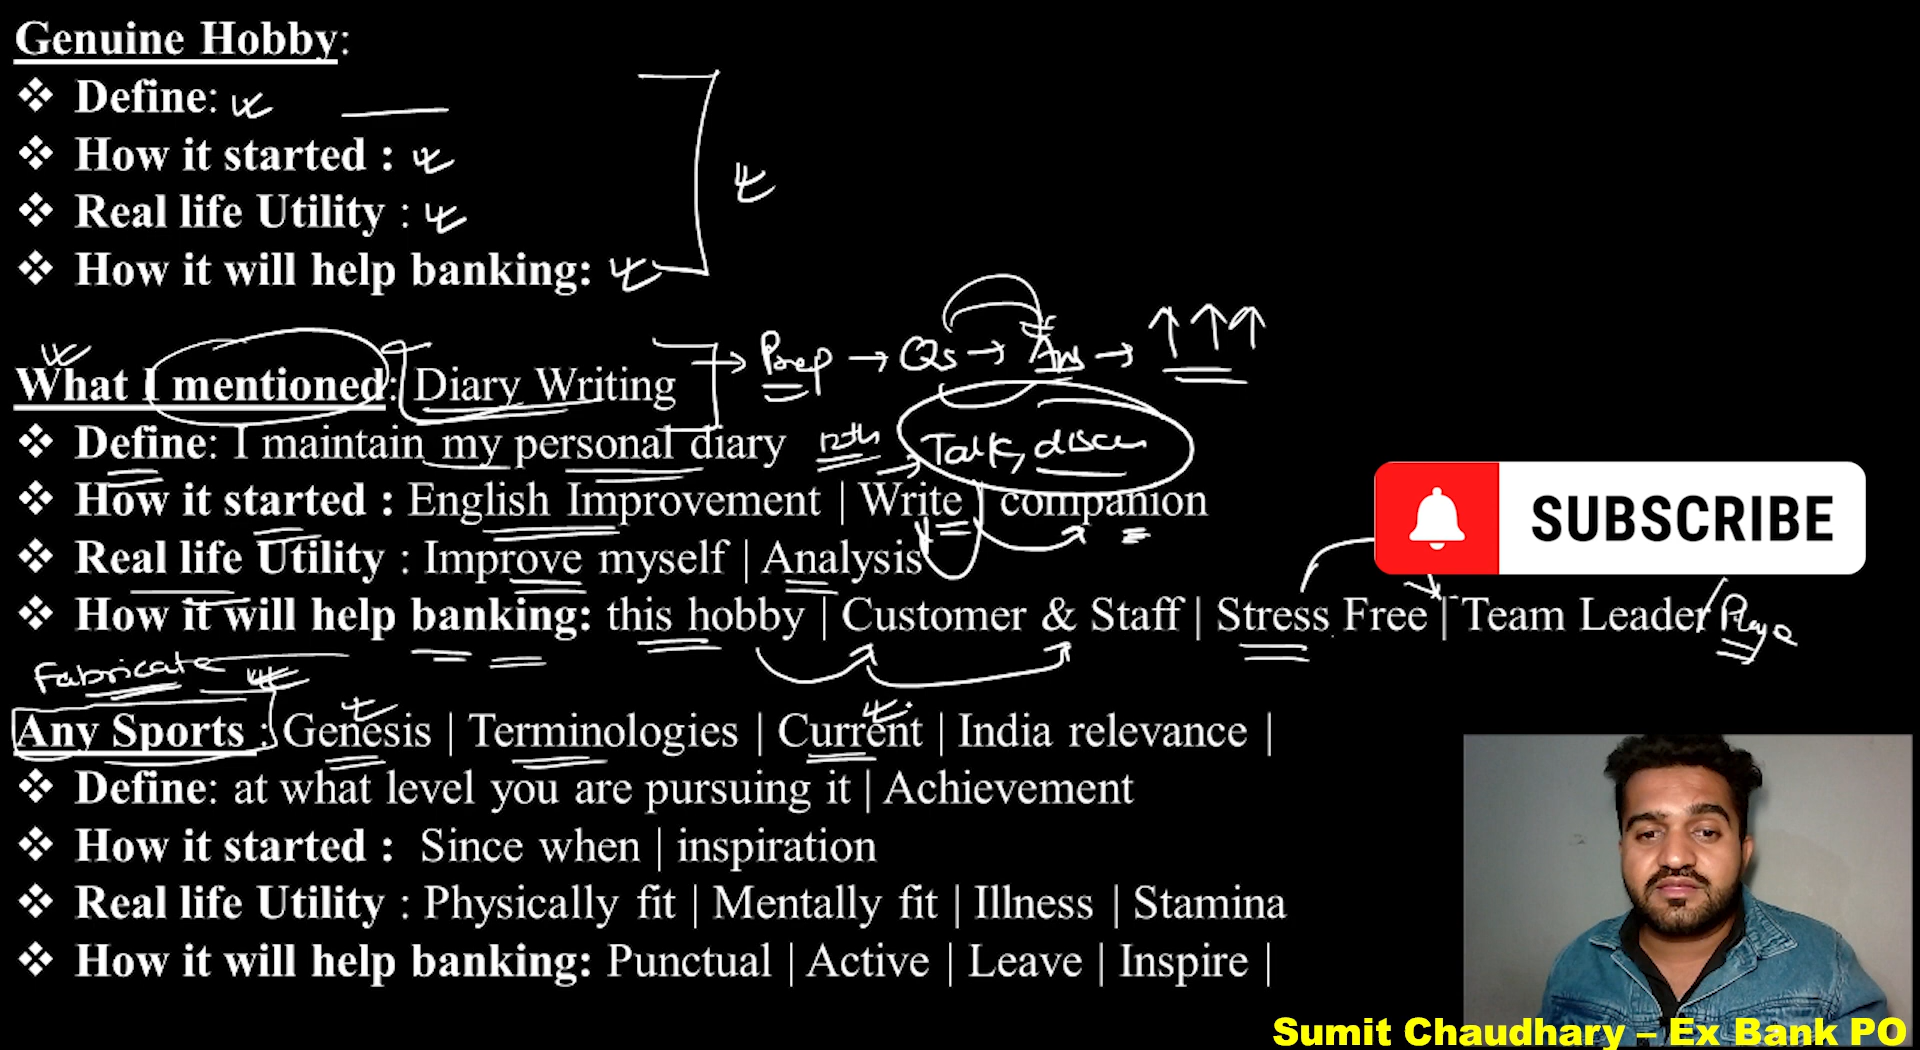 Genuine Hobby:
❖ Define:
❖ How it started :
❖ Real life Utility :
❖ How it will help banking:
Prep → Qs → Ans → ↑↑↑
What I mentioned: Diary Writing
❖ Define: I maintain my personal diary 12th → Talk,
❖ How it started : English Improvement | Write | companion
SUBSCRIBE
❖ Real life Utility : Improve myself | Analysis
❖ How it will help banking: this hobby | Customer & Staff | Stress Free | Team Leader/
Fabricate
Any Sports : Genesis | Terminologies | Current | India relevance |
❖ Define: at what level you are pursuing it | Achievement
❖ How it started : Since when | inspiration
❖ Real life Utility : Physically fit | Mentally fit | Illness | Stamina
❖ How it will help banking: Punctual | Active | Leave | Inspire |
Sumit Chaudhary – Ex Bank PO